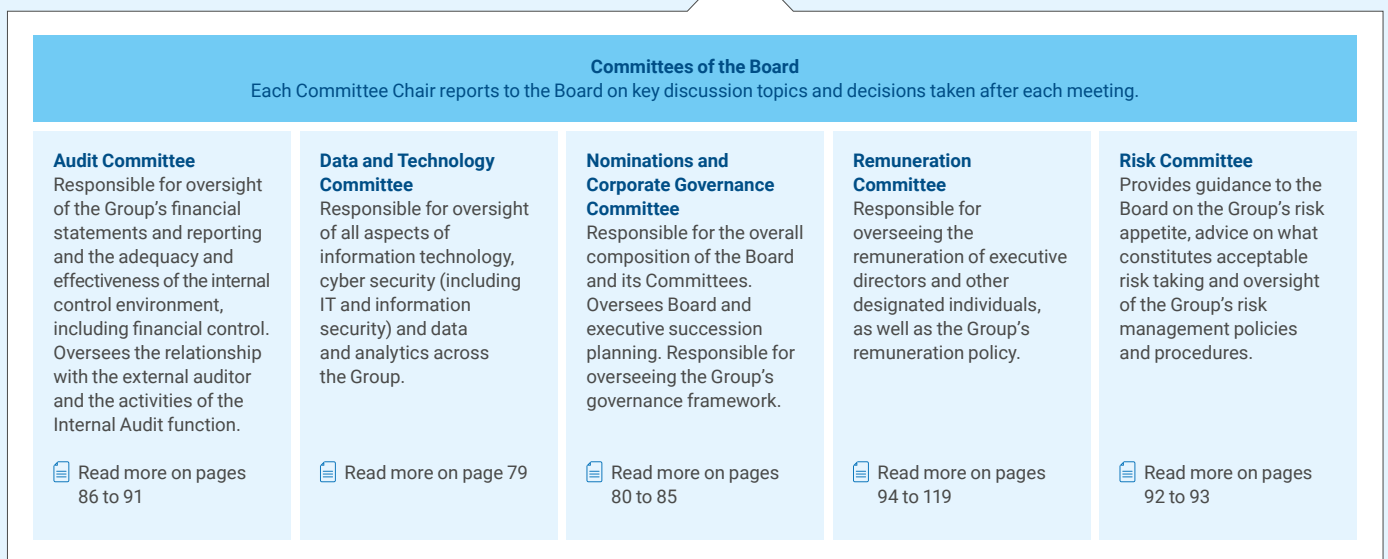 Committees of the Board
Each Committee Chair reports to the Board on key discussion topics and decisions taken after each meeting.
Audit Committee
Responsible for oversight
of the Group's financial
statements and reporting
and the adequacy and
effectiveness of the internal
control environment,
including financial control.
Oversees the relationship
with the external auditor
and the activities of the
Internal Audit function.
Read more on pages
86 to 91
Data and Technology
Committee
Responsible for oversight
of all aspects of
information technology,
cyber security (including
IT and information
security) and data
and analytics across
the Group.
Read more on page 79
Nominations and
Corporate Governance
Committee
Responsible for the overall
composition of the Board
and its Committees.
Oversees Board and
executive succession
planning. Responsible for
overseeing the Group's
governance framework.
Read more on pages
80 to 85
Remuneration
Committee
Responsible for
overseeing the
remuneration of executive
directors and other
designated individuals,
as well as the Group's
remuneration policy.
Read more on pages
94 to 119
Risk Committee
Provides guidance to the
Board on the Group's risk
appetite, advice on what
constitutes acceptable
risk taking and oversight
of the Group's risk
management policies
and procedures.
Read more on pages
92 to 93